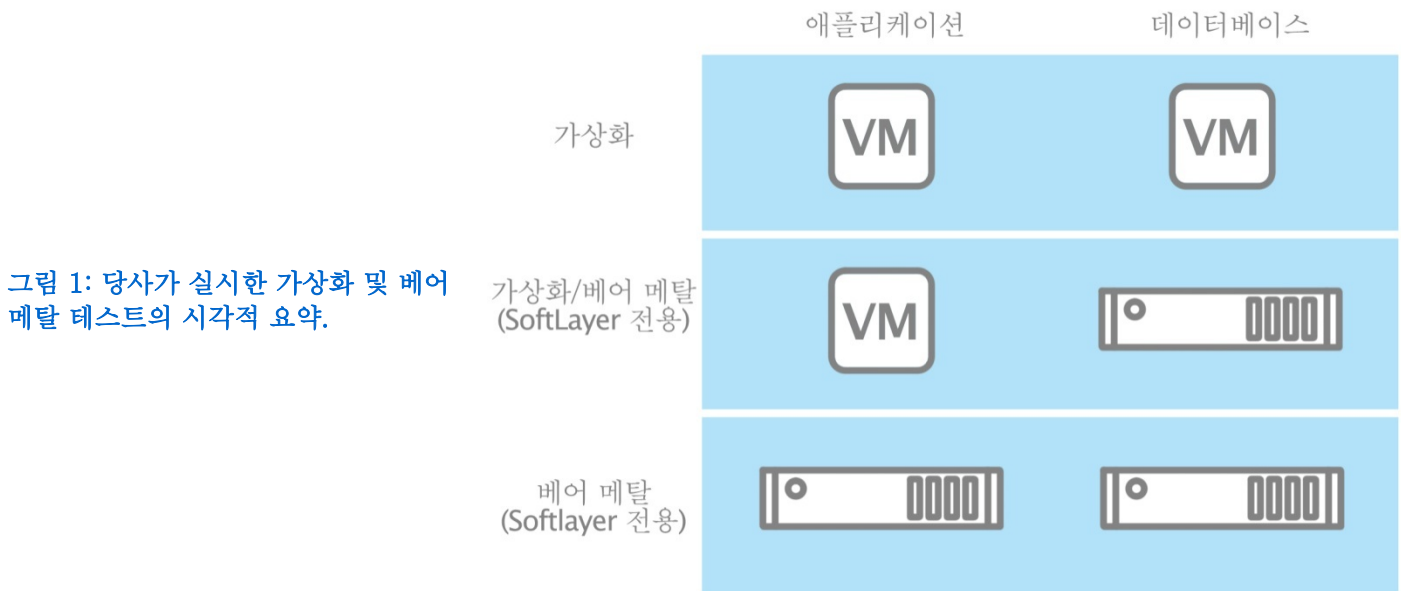 애플리케이션 데이터베이스
가상화
VM VM
그림 1: 당사가 실시한 가상화 및 베어
메탈 테스트의 시각적 요약.
가상화/베어 메탈
(SoftLayer 전용)
VM
베어 메탈
(Softlayer 전용)